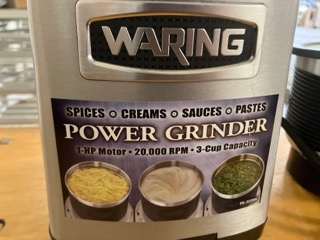 WARING
SPICES • CREAMS • SAUCES • PASTES
POWER GRINDER
1-HP Motor • 20,000 RPM • 3-Cup Capacity